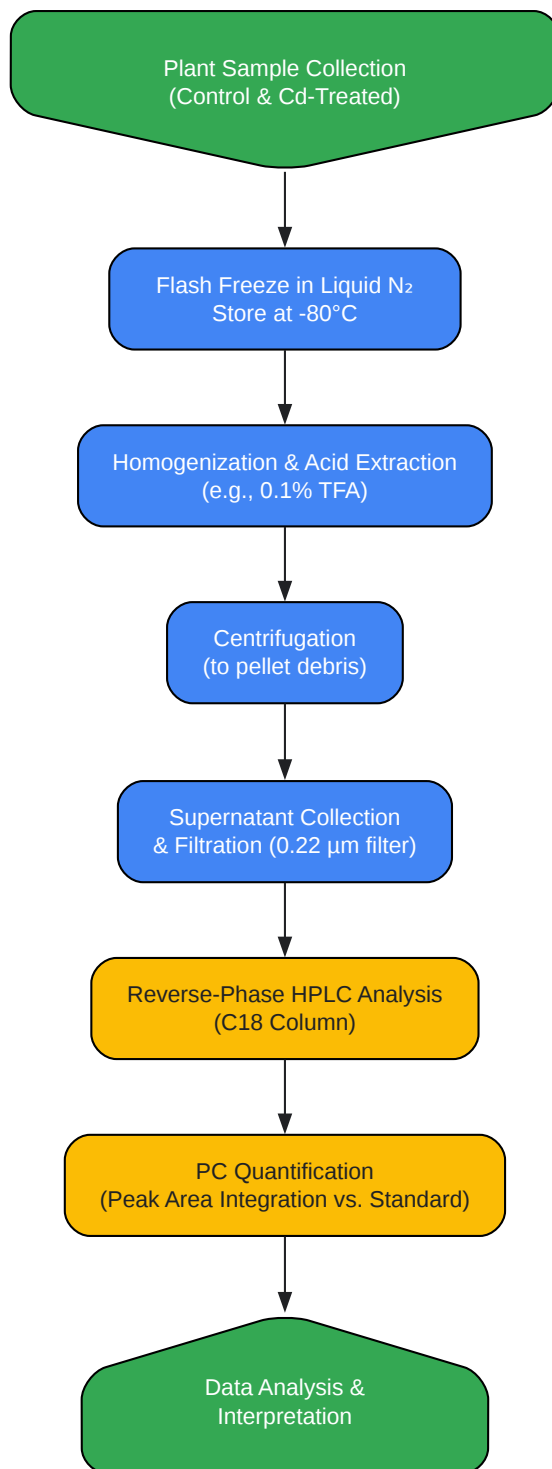 Plant Sample Collection
(Control & Cd-Treated)
Flash Freeze in Liquid N₂
Store at -80°C
Homogenization & Acid Extraction
(e.g., 0.1% TFA)
Centrifugation
(to pellet debris)
Supernatant Collection
& Filtration (0.22 µm filter)
Reverse-Phase HPLC Analysis
(C18 Column)
PC Quantification
(Peak Area Integration vs. Standard)
Data Analysis &
Interpretation